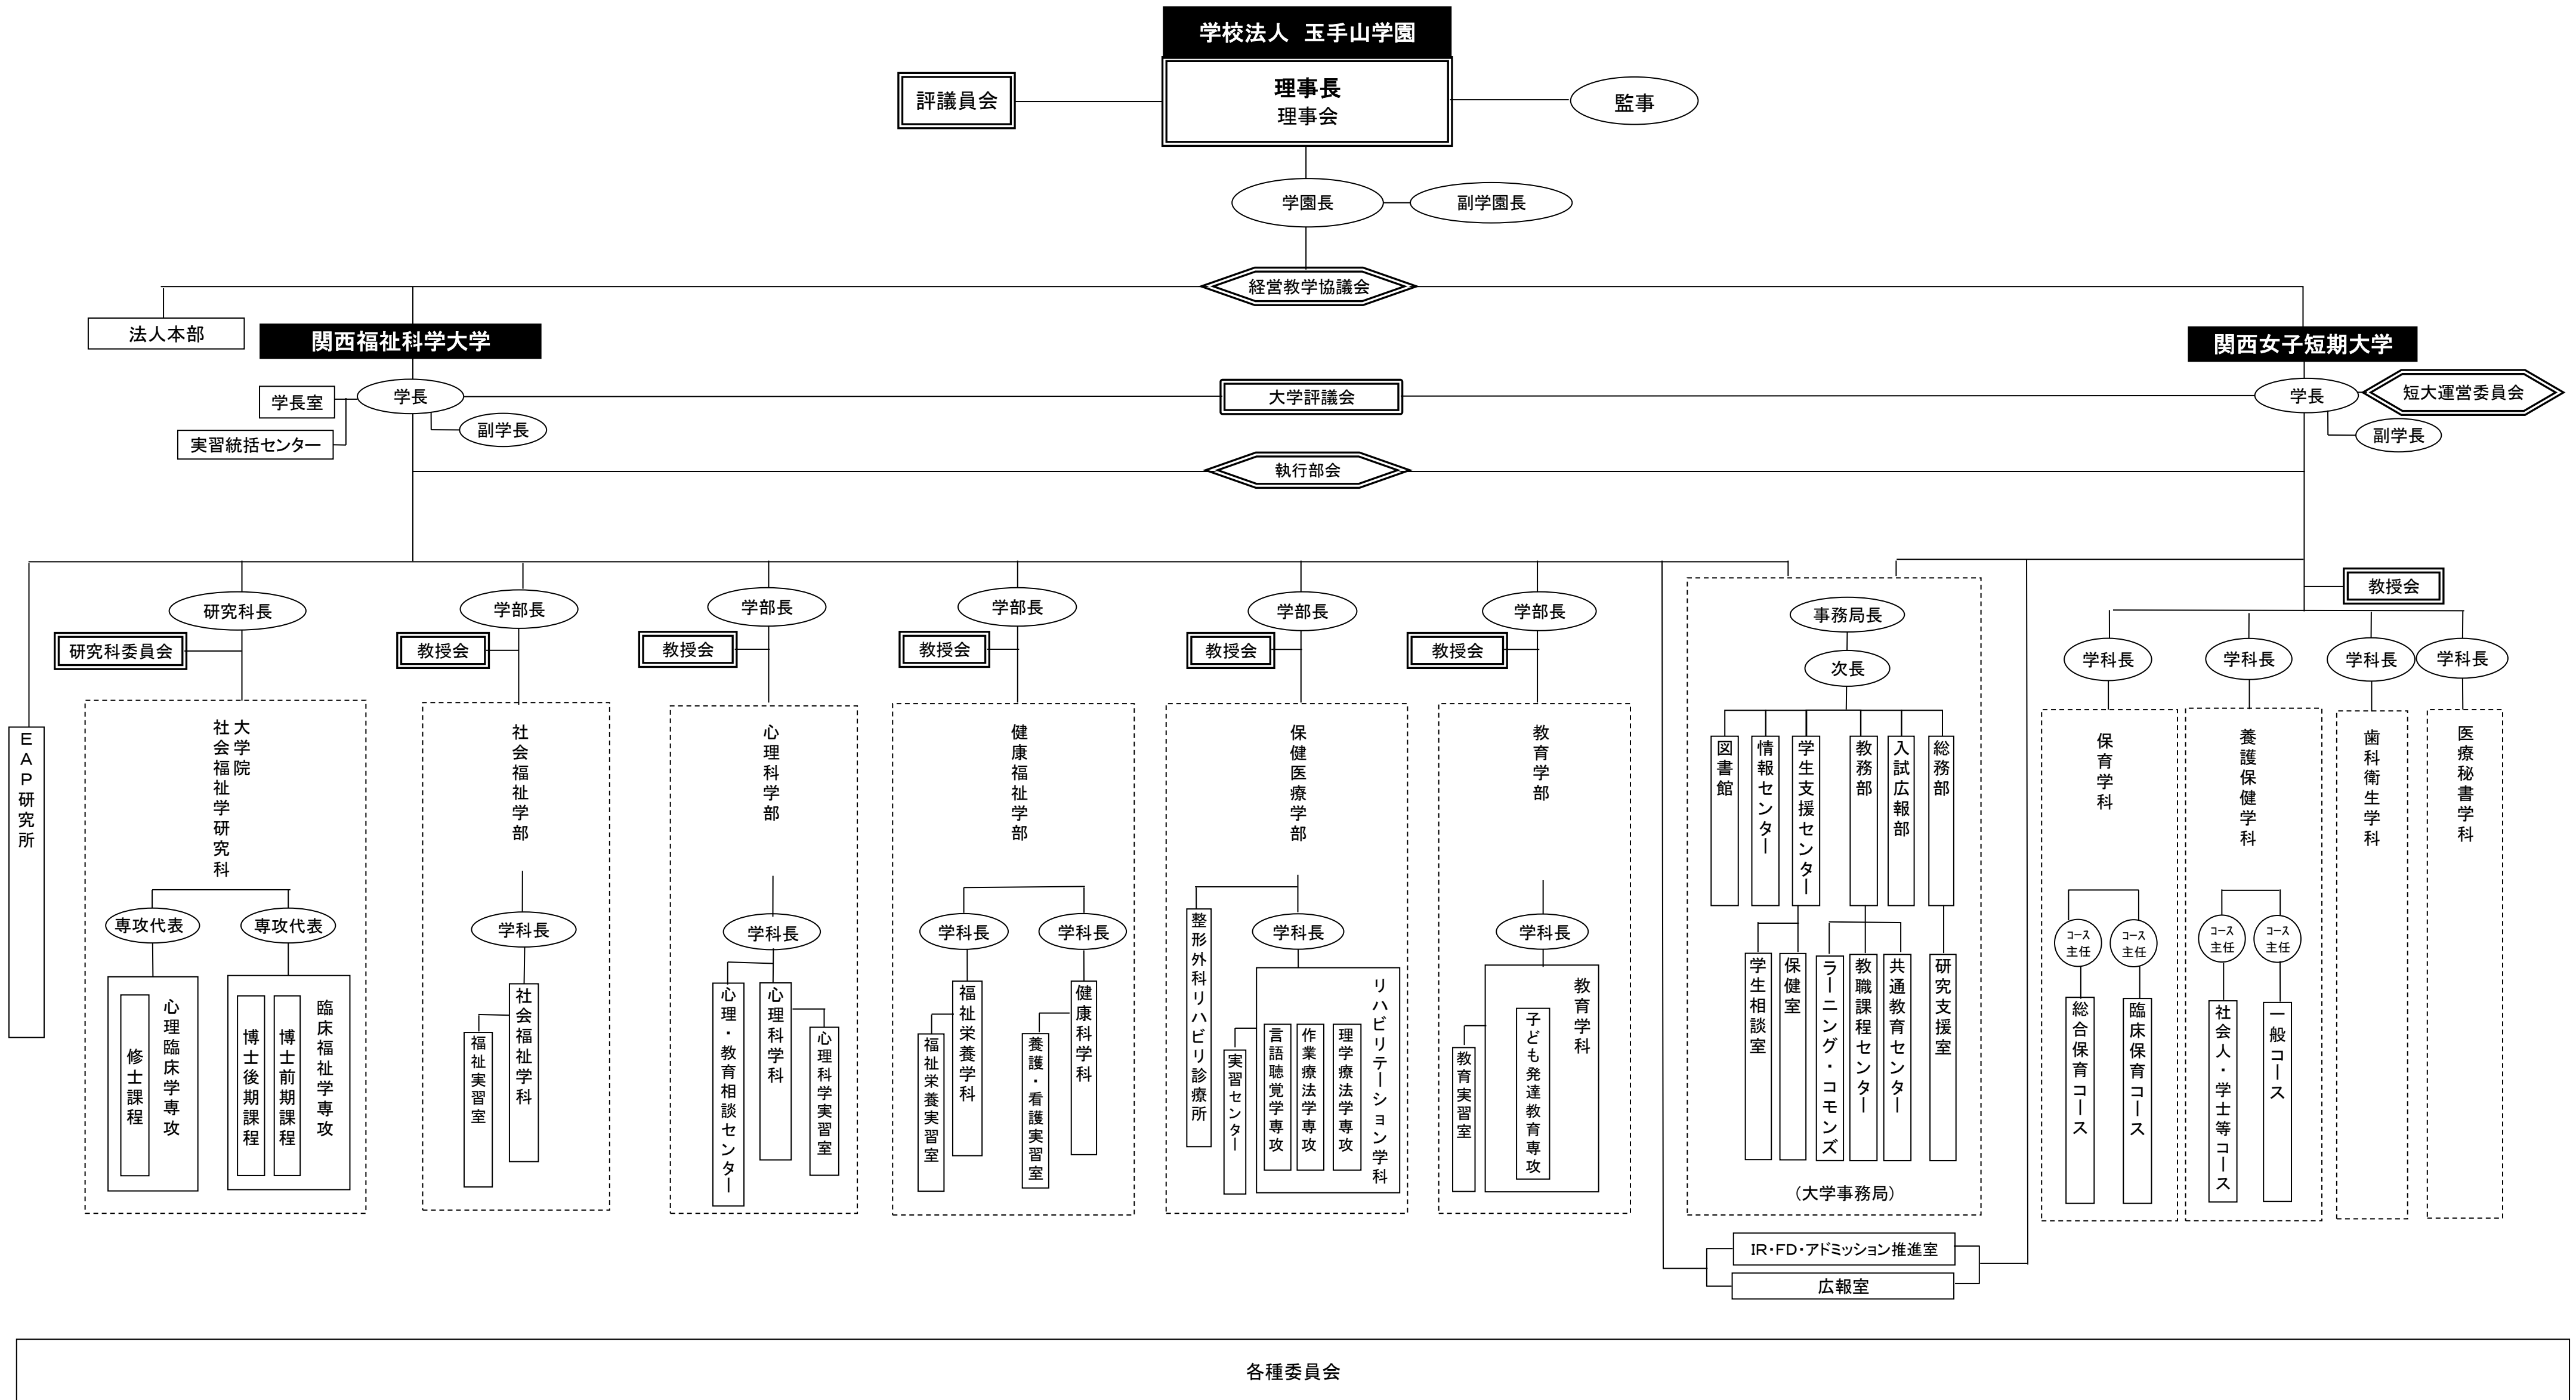 学校法人 玉手山学園
理事長
理事会
評議員会
監事
学園長
副学園長
経営教学協議会
法人本部
関西福祉科学大学
関西女子短期大学
学長室
学長
大学評議会
学長
短大運営委員会
実習統括センター
副学長
副学長
執行部会
EAP研究所
研究科長
研究科委員会
大学院
社会福祉学研究科
専攻代表
専攻代表
心理臨床学専攻
修士課程
臨床福祉学専攻
博士前期課程
博士後期課程
学部長
教授会
社会福祉学部
学科長
社会福祉学科
福祉実習室
学部長
教授会
心理科学部
学科長
心理・教育相談センター
心理科学科
心理科学実習室
学部長
教授会
健康福祉学部
学科長
学科長
福祉栄養学科
福祉栄養実習室
健康科学科
養護・看護実習室
学部長
教授会
保健医療学部
整形外科リハビリ診療所
学科長
リハビリテーション学科
理学療法学専攻
作業療法学専攻
言語聴覚学専攻
実習センター
学部長
教授会
教育学部
学科長
教育学科
子ども発達教育専攻
教育実習室
事務局長
次長
図書館
情報センター
学生支援センター
教務部
入試広報部
総務部
学生相談室
保健室
ラーニング・コモンズ
教職課程センター
共通教育センター
研究支援室
（大学事務局）
IR・FD・アドミッション推進室
広報室
教授会
学科長
学科長
学科長
学科長
保育学科
コース
主任
コース
主任
総合保育コース
臨床保育コース
養護保健学科
コース
主任
コース
主任
社会人・学士等コース
一般コース
歯科衛生学科
医療秘書学科
各種委員会